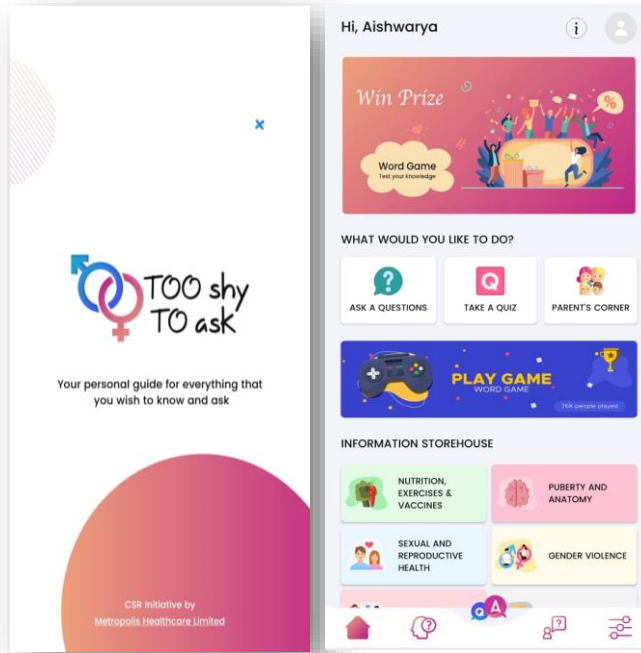 TOO shy
TO ask
Your personal guide for everything that
you wish to know and ask
CSR Initiative by
Metropolis Healthcare Limited
Hi, Aishwarya
i
Win Prize
%
Word Game
Test your knowledge
WHAT WOULD YOU LIKE TO DO?
?
Q
ASK A QUESTIONS
TAKE A QUIZ
PARENT'S CORNER
PLAY GAME
WORD GAME
76K people played
INFORMATION STOREHOUSE
NUTRITION,
EXERCISES &
VACCINES
PUBERTY AND
ANATOMY
SEXUAL AND
REPRODUCTIVE
HEALTH
GENDER VIOLENCE
Q A
? ?